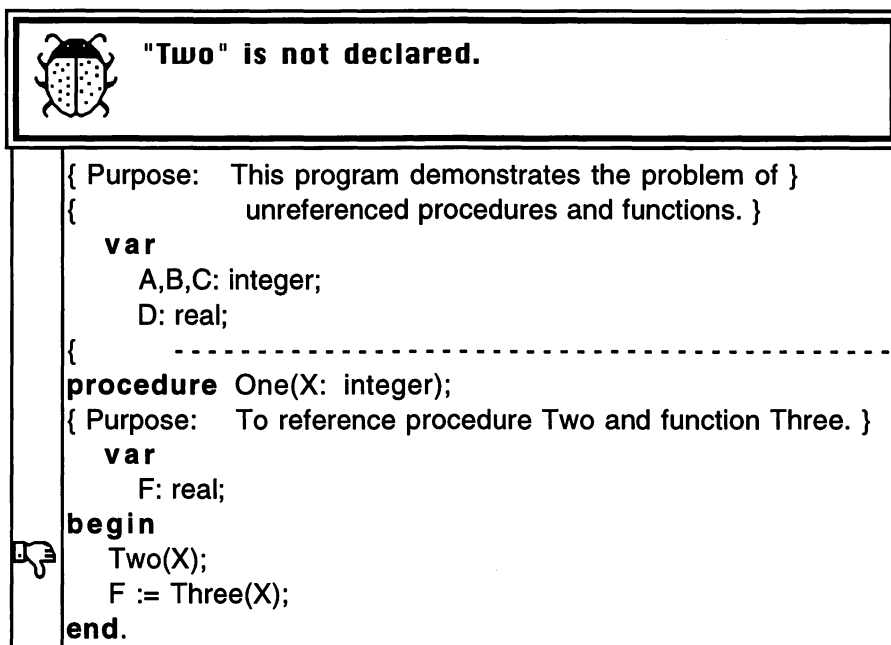 "Two" is not declared.
{ Purpose: This program demonstrates the problem of }
{ unreferenced procedures and functions. }
var
A,B,C: integer;
D: real;
{ - - - - - - - - - - - - - - - - - - - - - - - - - - - - - - - - - - - - - - - - - - - -
procedure One(X: integer);
{ Purpose: To reference procedure Two and function Three. }
var
F: real;
begin
Two(X);
F := Three(X);
end.